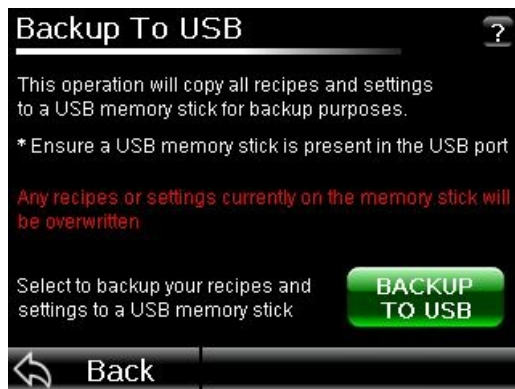 Backup To USB
?
This operation will copy all recipes and settings
to a USB memory stick for backup purposes.
* Ensure a USB memory stick is present in the USB port
Any recipes or settings currently on the memory stick will
be overwritten
Select to backup your recipes and
settings to a USB memory stick
BACKUP
TO USB
Back